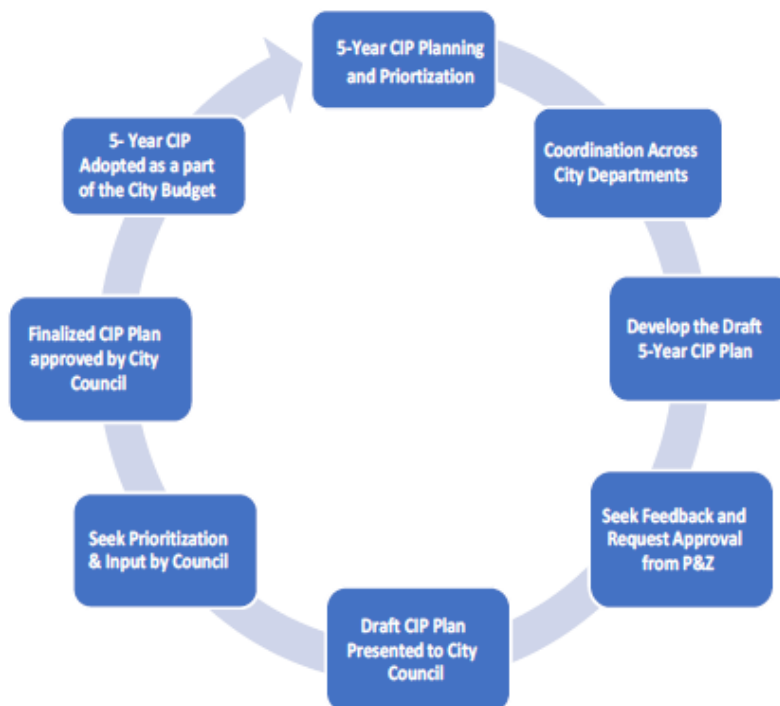 5-Year CIP Planning
and Priortization
Coordination Across
City Departments
Develop the Draft
5-Year CIP Plan
Seek Feedback and
Request Approval
from P&Z
Draft CIP Plan
Presented to City
Council
Seek Prioritization
& Input by Council
Finalized CIP Plan
approved by City
Council
5- Year CIP
Adopted as a part
of the City Budget